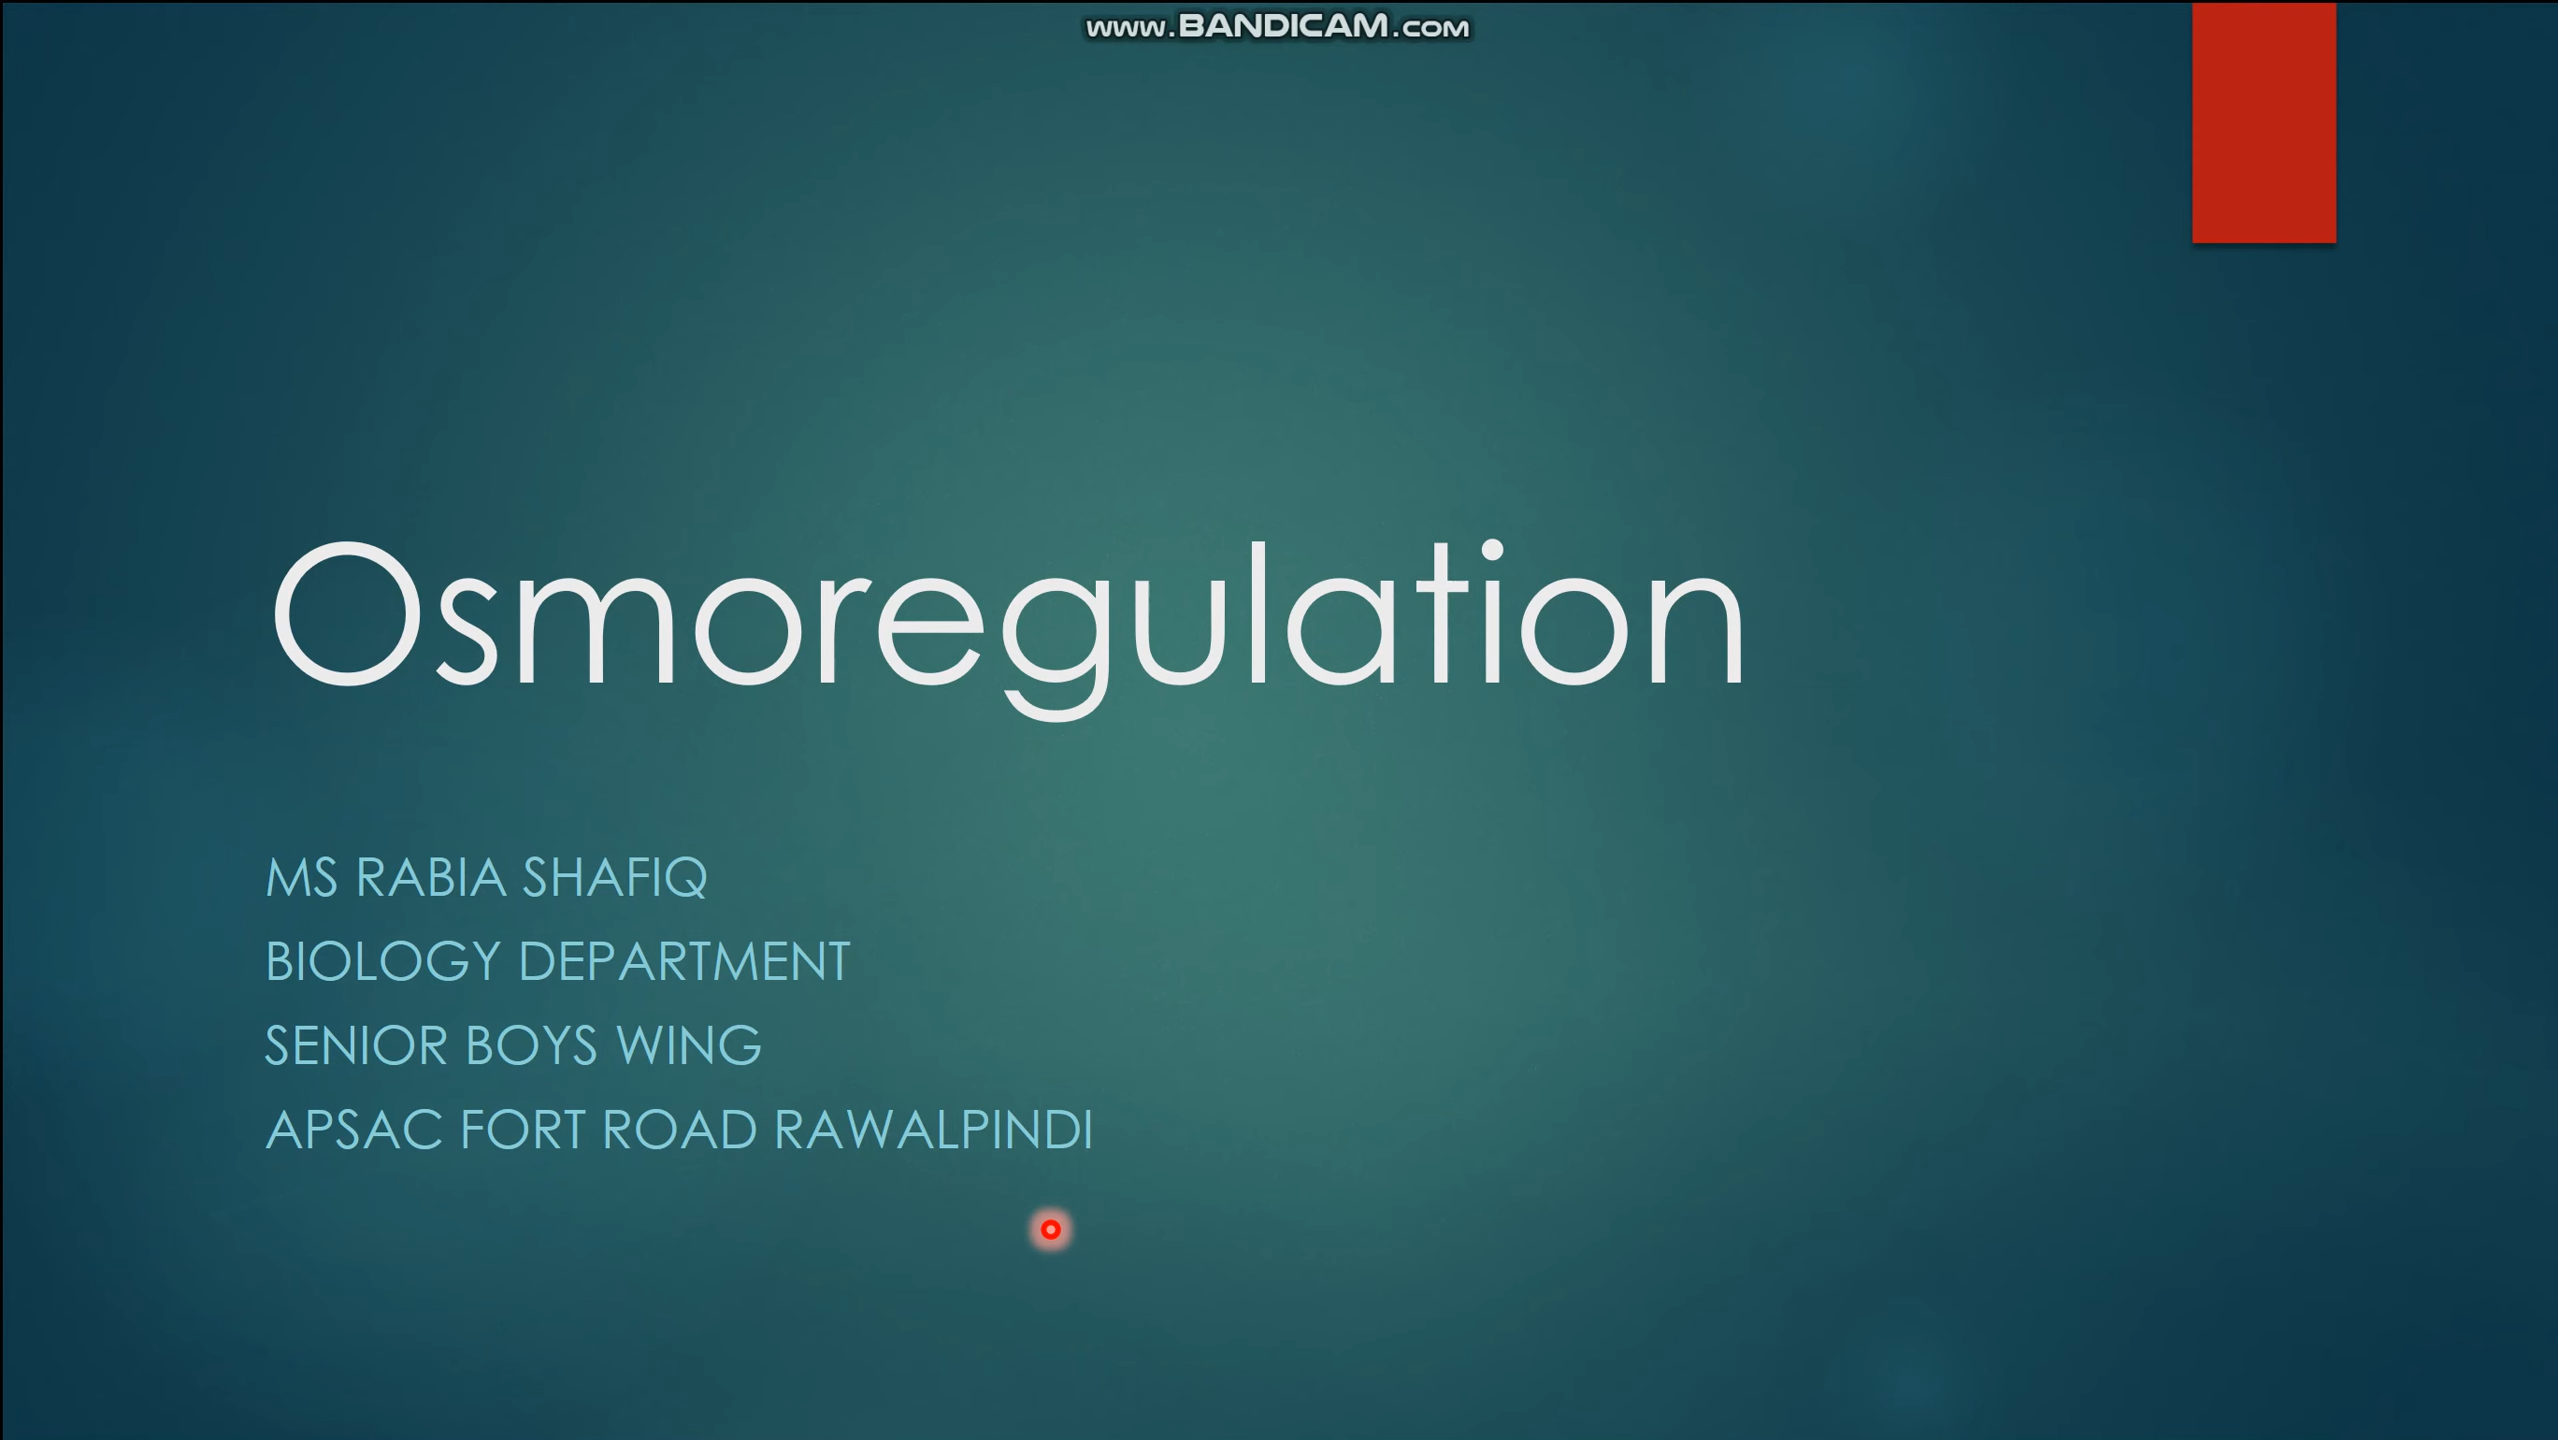 www.BANDICAM.com
Osmoregulation
MS RABIA SHAFIQ
BIOLOGY DEPARTMENT
SENIOR BOYS WING
APSAC FORT ROAD RAWALPINDI